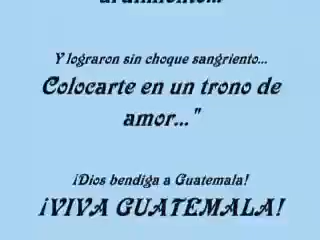 Y lograron sin choque sangriento...
Colocarte en un trono de
amor..."
¡Dios bendiga a Guatemala!
¡VIVA GUATEMALA!